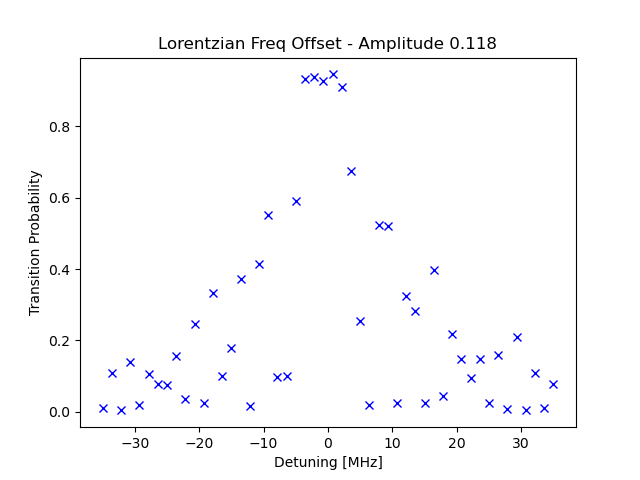 Lorentzian Freq Offset - Amplitude 0.118
Transition Probability
0.8
0.6
0.4
0.2
0.0
−30 −20 −10 0 10 20 30
Detuning [MHz]